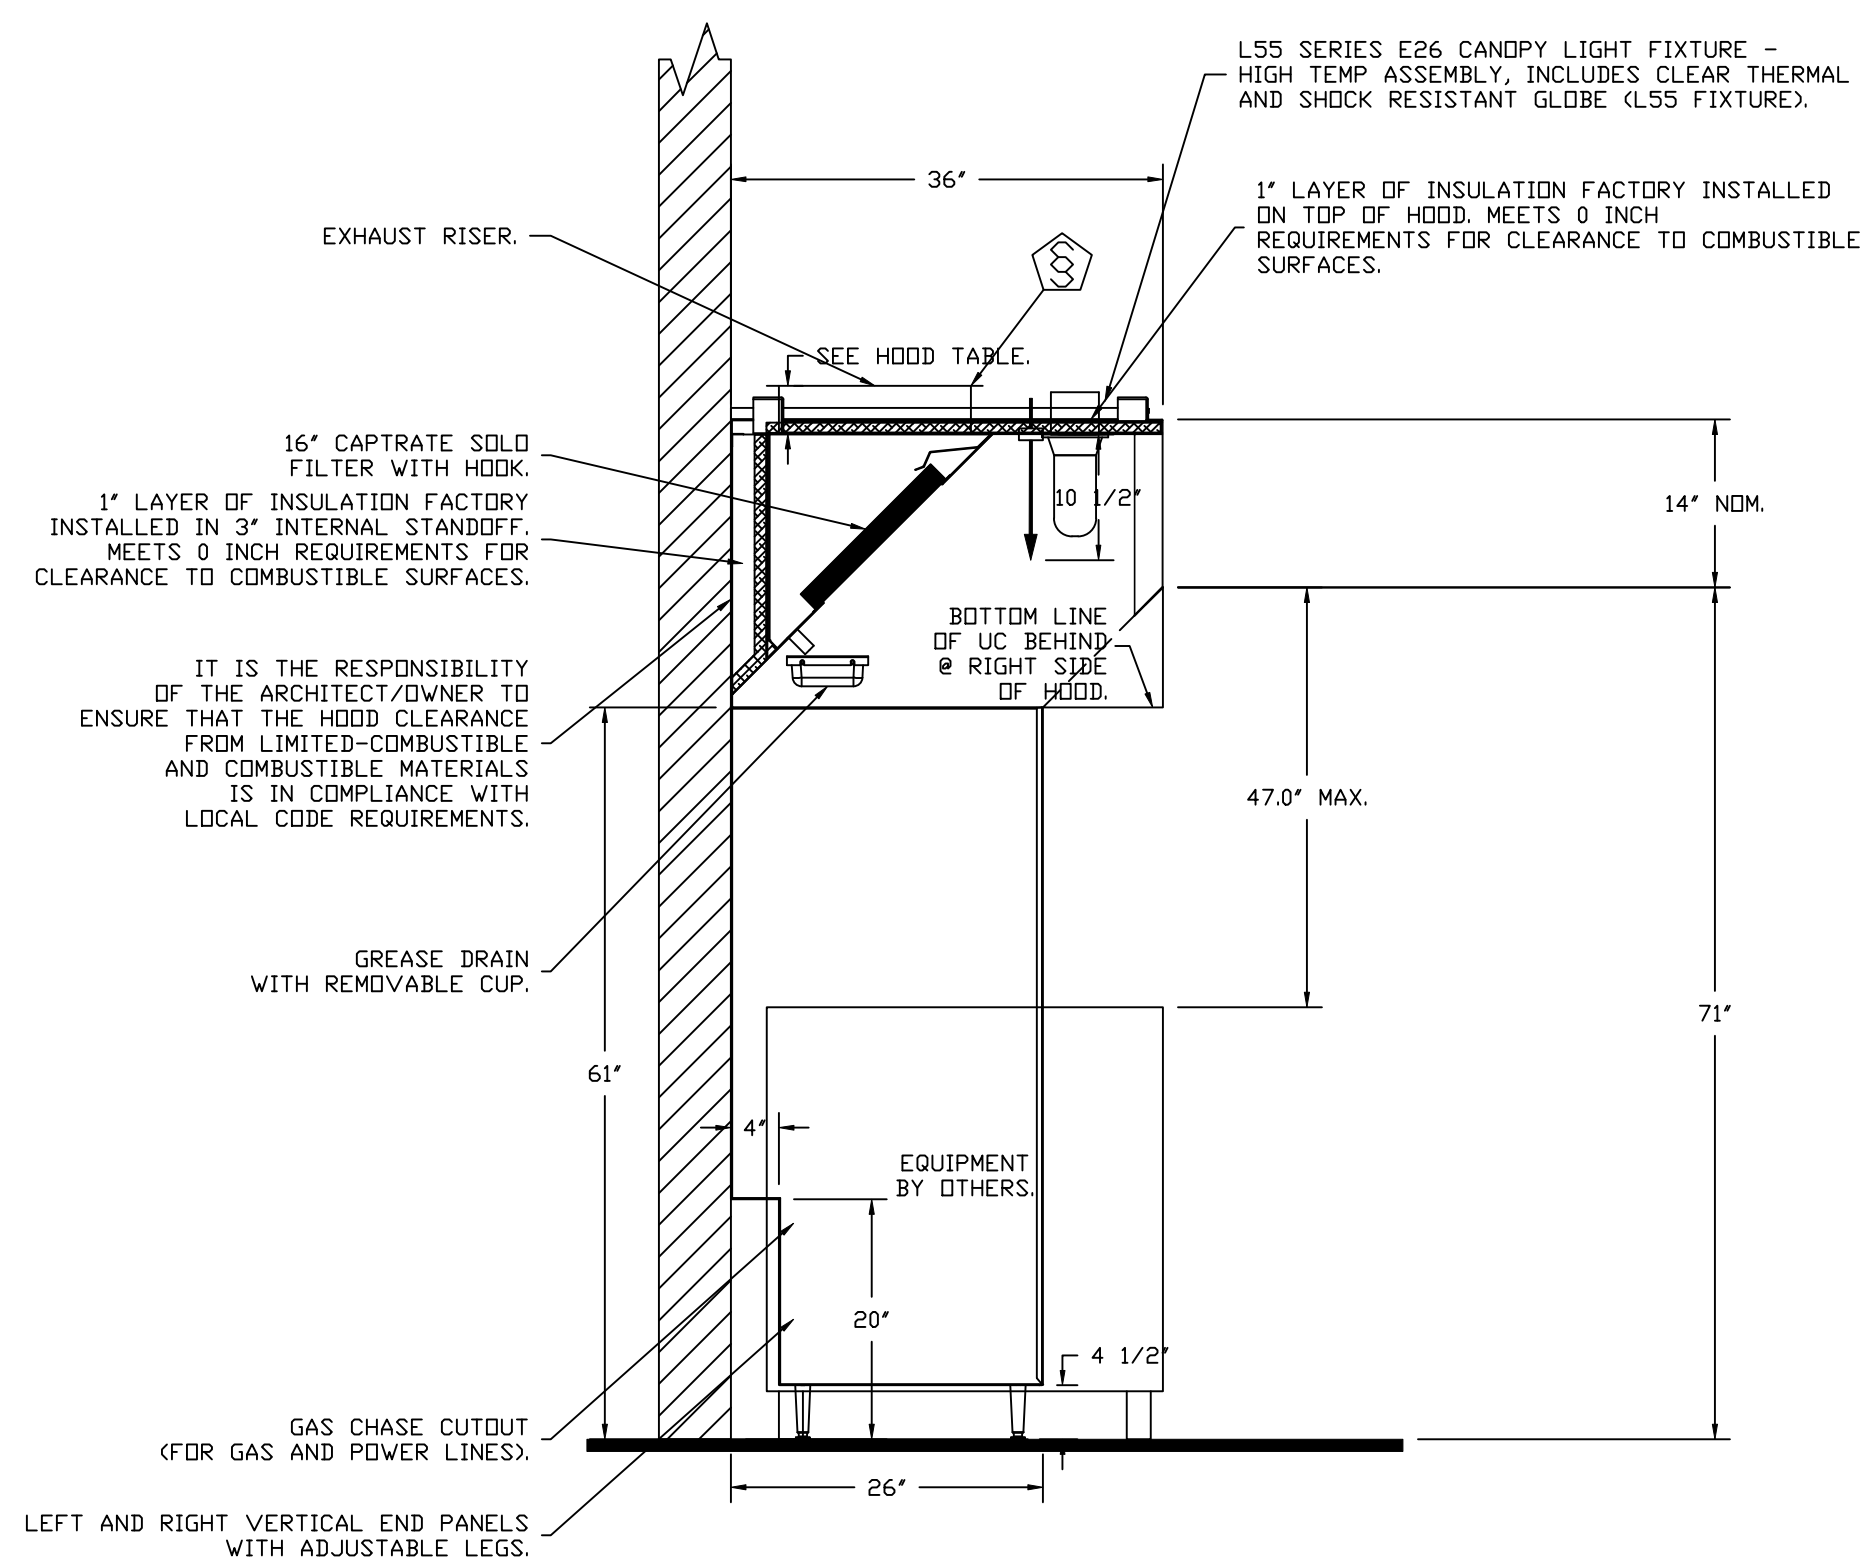 L55 SERIES E26 CANOPY LIGHT FIXTURE -
HIGH TEMP ASSEMBLY, INCLUDES CLEAR THERMAL
AND SHOCK RESISTANT GLOBE (L55 FIXTURE).
36"
1" LAYER OF INSULATION FACTORY INSTALLED
ON TOP OF HOOD. MEETS 0 INCH
REQUIREMENTS FOR CLEARANCE TO COMBUSTIBLE
SURFACES.
EXHAUST RISER.
SEE HOOD TABLE.
16" CAPTRATE SOLO
FILTER WITH HOOK.
1" LAYER OF INSULATION FACTORY
INSTALLED IN 3" INTERNAL STANDOFF.
MEETS 0 INCH REQUIREMENTS FOR
CLEARANCE TO COMBUSTIBLE SURFACES.
10 1/2"
14" NOM.
BOTTOM LINE
OF UC BEHIND
@ RIGHT SIDE
OF HOOD.
IT IS THE RESPONSIBILITY
OF THE ARCHITECT/OWNER TO
ENSURE THAT THE HOOD CLEARANCE
FROM LIMITED-COMBUSTIBLE
AND COMBUSTIBLE MATERIALS
IS IN COMPLIANCE WITH
LOCAL CODE REQUIREMENTS.
47.0" MAX.
GREASE DRAIN
WITH REMOVABLE CUP.
71"
61"
4"
EQUIPMENT
BY OTHERS.
20"
4 1/2"
GAS CHASE CUTOUT
(FOR GAS AND POWER LINES).
26"
LEFT AND RIGHT VERTICAL END PANELS
WITH ADJUSTABLE LEGS.